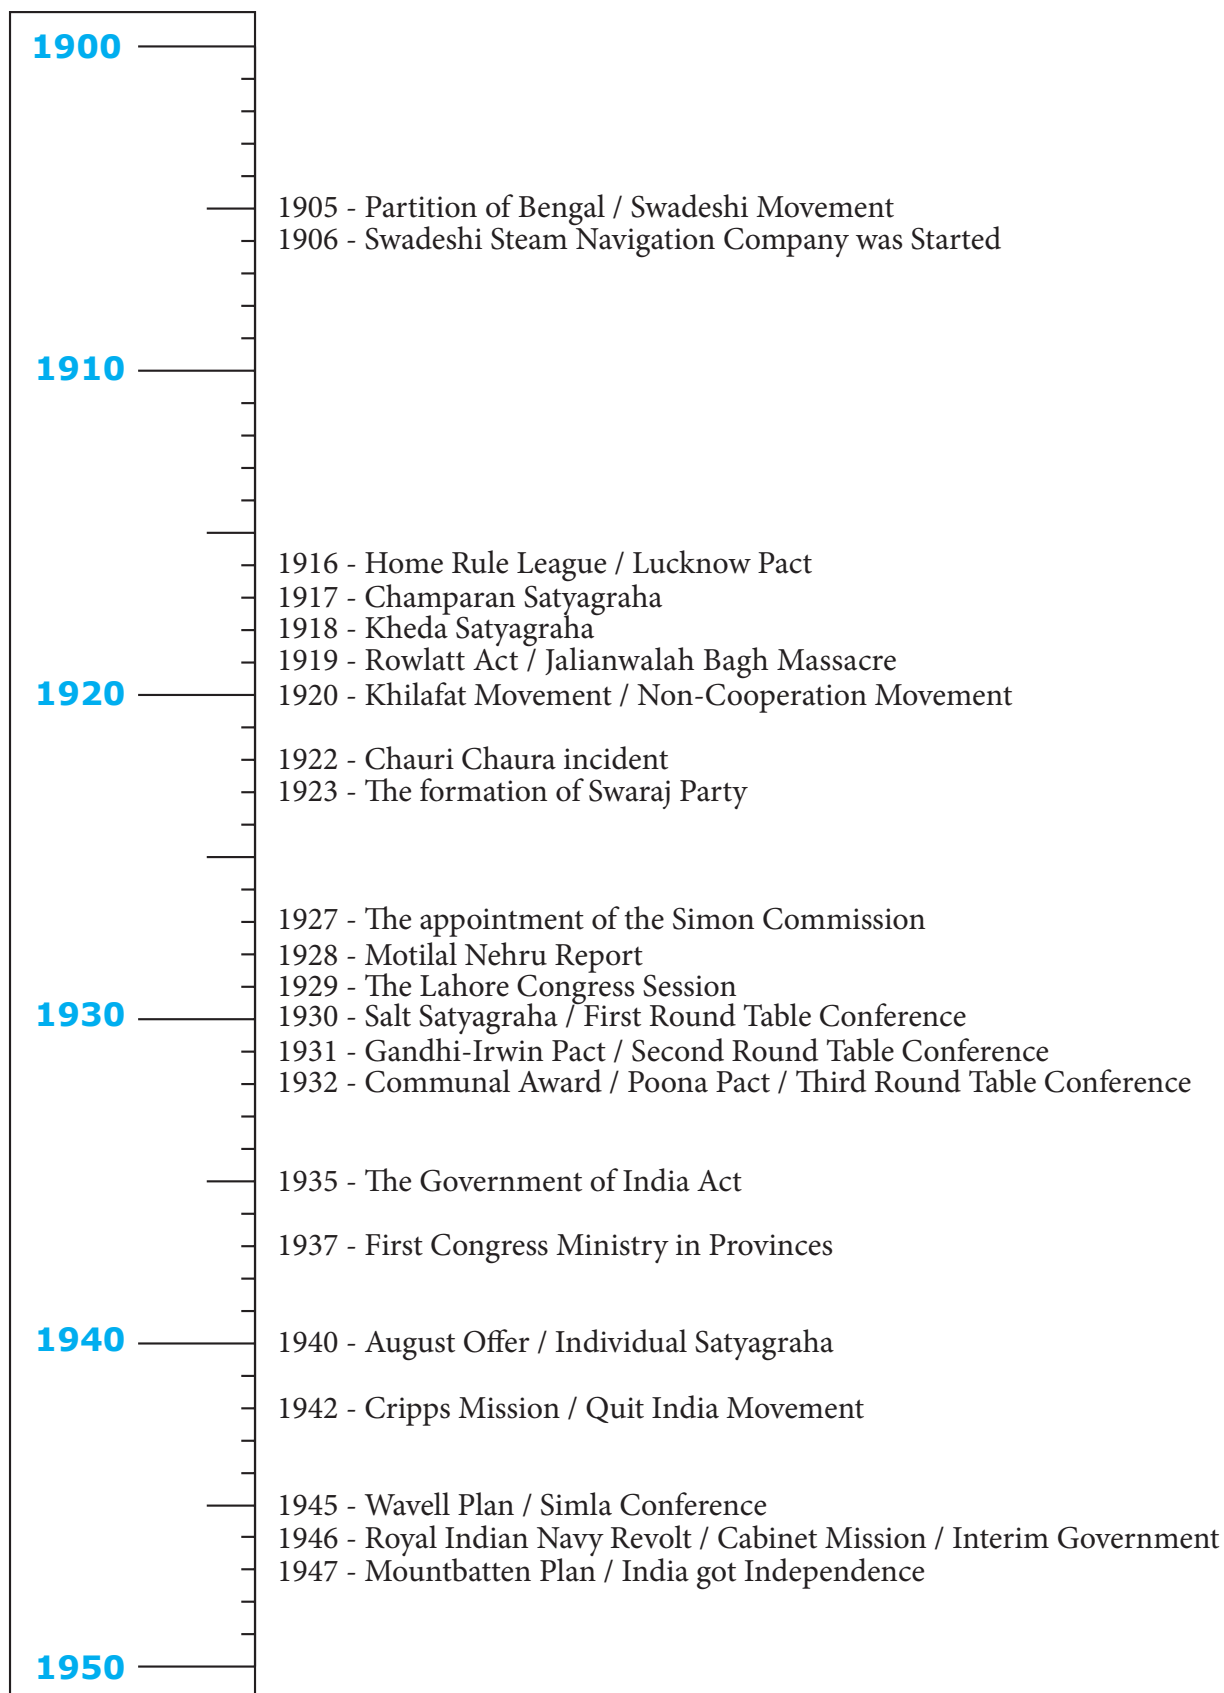 1900
1905 - Partition of Bengal / Swadeshi Movement
1906 - Swadeshi Steam Navigation Company was Started
1910
1916 - Home Rule League / Lucknow Pact
1917 - Champaran Satyagraha
1918 - Kheda Satyagraha
1919 - Rowlatt Act / Jalianwalah Bagh Massacre
1920
1920 - Khilafat Movement / Non-Cooperation Movement
1922 - Chauri Chaura incident
1923 - The formation of Swaraj Party
1927 - The appointment of the Simon Commission
1928 - Motilal Nehru Report
1929 - The Lahore Congress Session
1930
1930 - Salt Satyagraha / First Round Table Conference
1931 - Gandhi-Irwin Pact / Second Round Table Conference
1932 - Communal Award / Poona Pact / Third Round Table Conference
1935 - The Government of India Act
1937 - First Congress Ministry in Provinces
1940
1940 - August Offer / Individual Satyagraha
1942 - Cripps Mission / Quit India Movement
1945 - Wavell Plan / Simla Conference
1946 - Royal Indian Navy Revolt / Cabinet Mission / Interim Government
1947 - Mountbatten Plan / India got Independence
1950